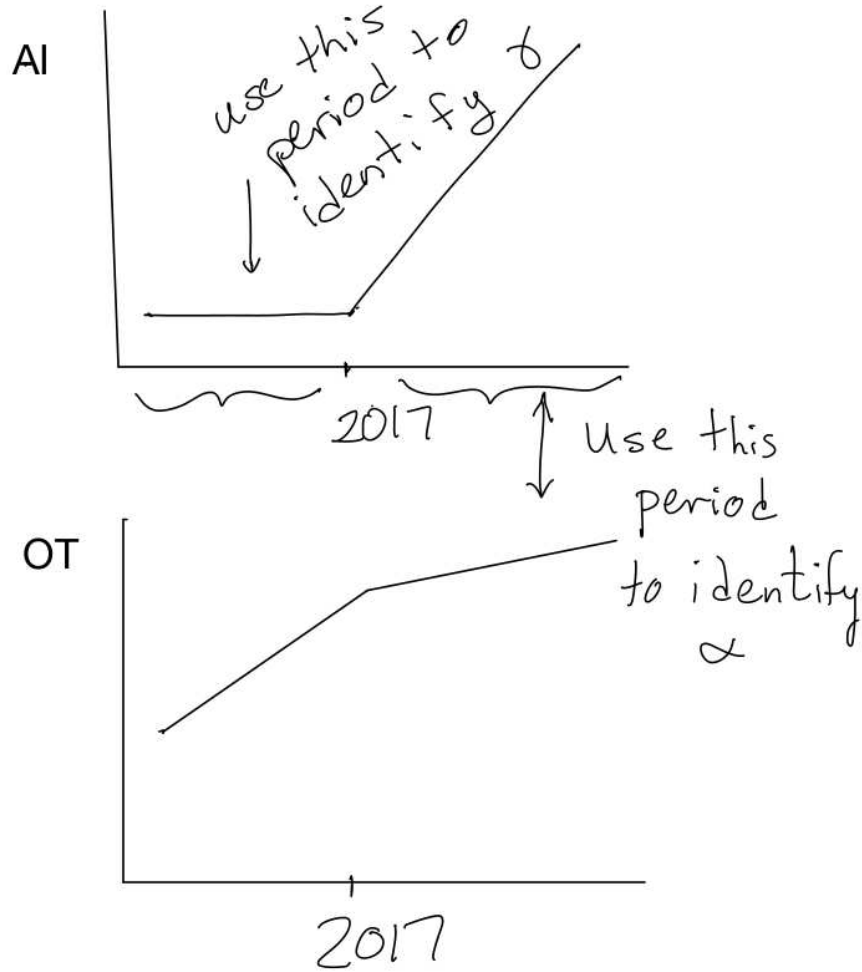 AI
use this
period to
identify γ
2017
Use this
period
to identify
α
OT
2017